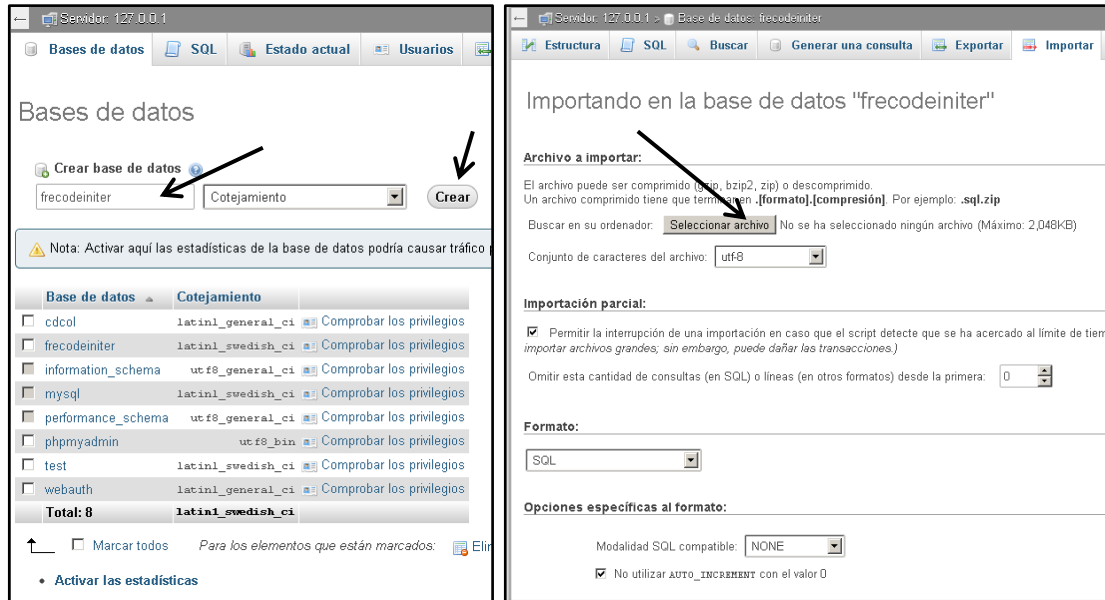 Servidor: 127.0.0.1
Bases de datos SQL Estado actual Usuarios
Bases de datos
Crear base de datos
frecodeiniter Cotejamiento Crear
Nota: Activar aquí las estadísticas de la base de datos podría causar tráfico
Base de datos Cotejamiento
cdcol latin1_general_ci Comprobar los privilegios
frecodeiniter latin1_swedish_ci Comprobar los privilegios
information_schema utf8_general_ci Comprobar los privilegios
mysql latin1_swedish_ci Comprobar los privilegios
performance_schema utf8_general_ci Comprobar los privilegios
phpmyadmin utf8_bin Comprobar los privilegios
test latin1_swedish_ci Comprobar los privilegios
webauth latin1_general_ci Comprobar los privilegios
Total: 8 latin1_swedish_ci
Marcar todos Para los elementos que están marcados: Elin
Activar las estadísticas
Servidor: 127.0.0.1 » Base de datos: frecodeiniter
Estructura SQL Buscar Generar una consulta Exportar Importar
Importando en la base de datos "frecodeiniter"
Archivo a importar:
El archivo puede ser comprimido (gzip, bzip2, zip) o descomprimido.
Un archivo comprimido tiene que terminar en .[formato].[compresión]. Por ejemplo: .sql.zip
Buscar en su ordenador: Seleccionar archivo No se ha seleccionado ningún archivo (Máximo: 2,048KB)
Conjunto de caracteres del archivo: utf-8
Importación parcial:
Permitir la interrupción de una importación en caso que el script detecte que se ha acercado al límite de tiem
importar archivos grandes; sin embargo, puede dañar las transacciones.)
Omitir esta cantidad de consultas (en SQL) o líneas (en otros formatos) desde la primera: 0
Formato:
SQL
Opciones específicas al formato:
Modalidad SQL compatible: NONE
No utilizar AUTO_INCREMENT con el valor 0